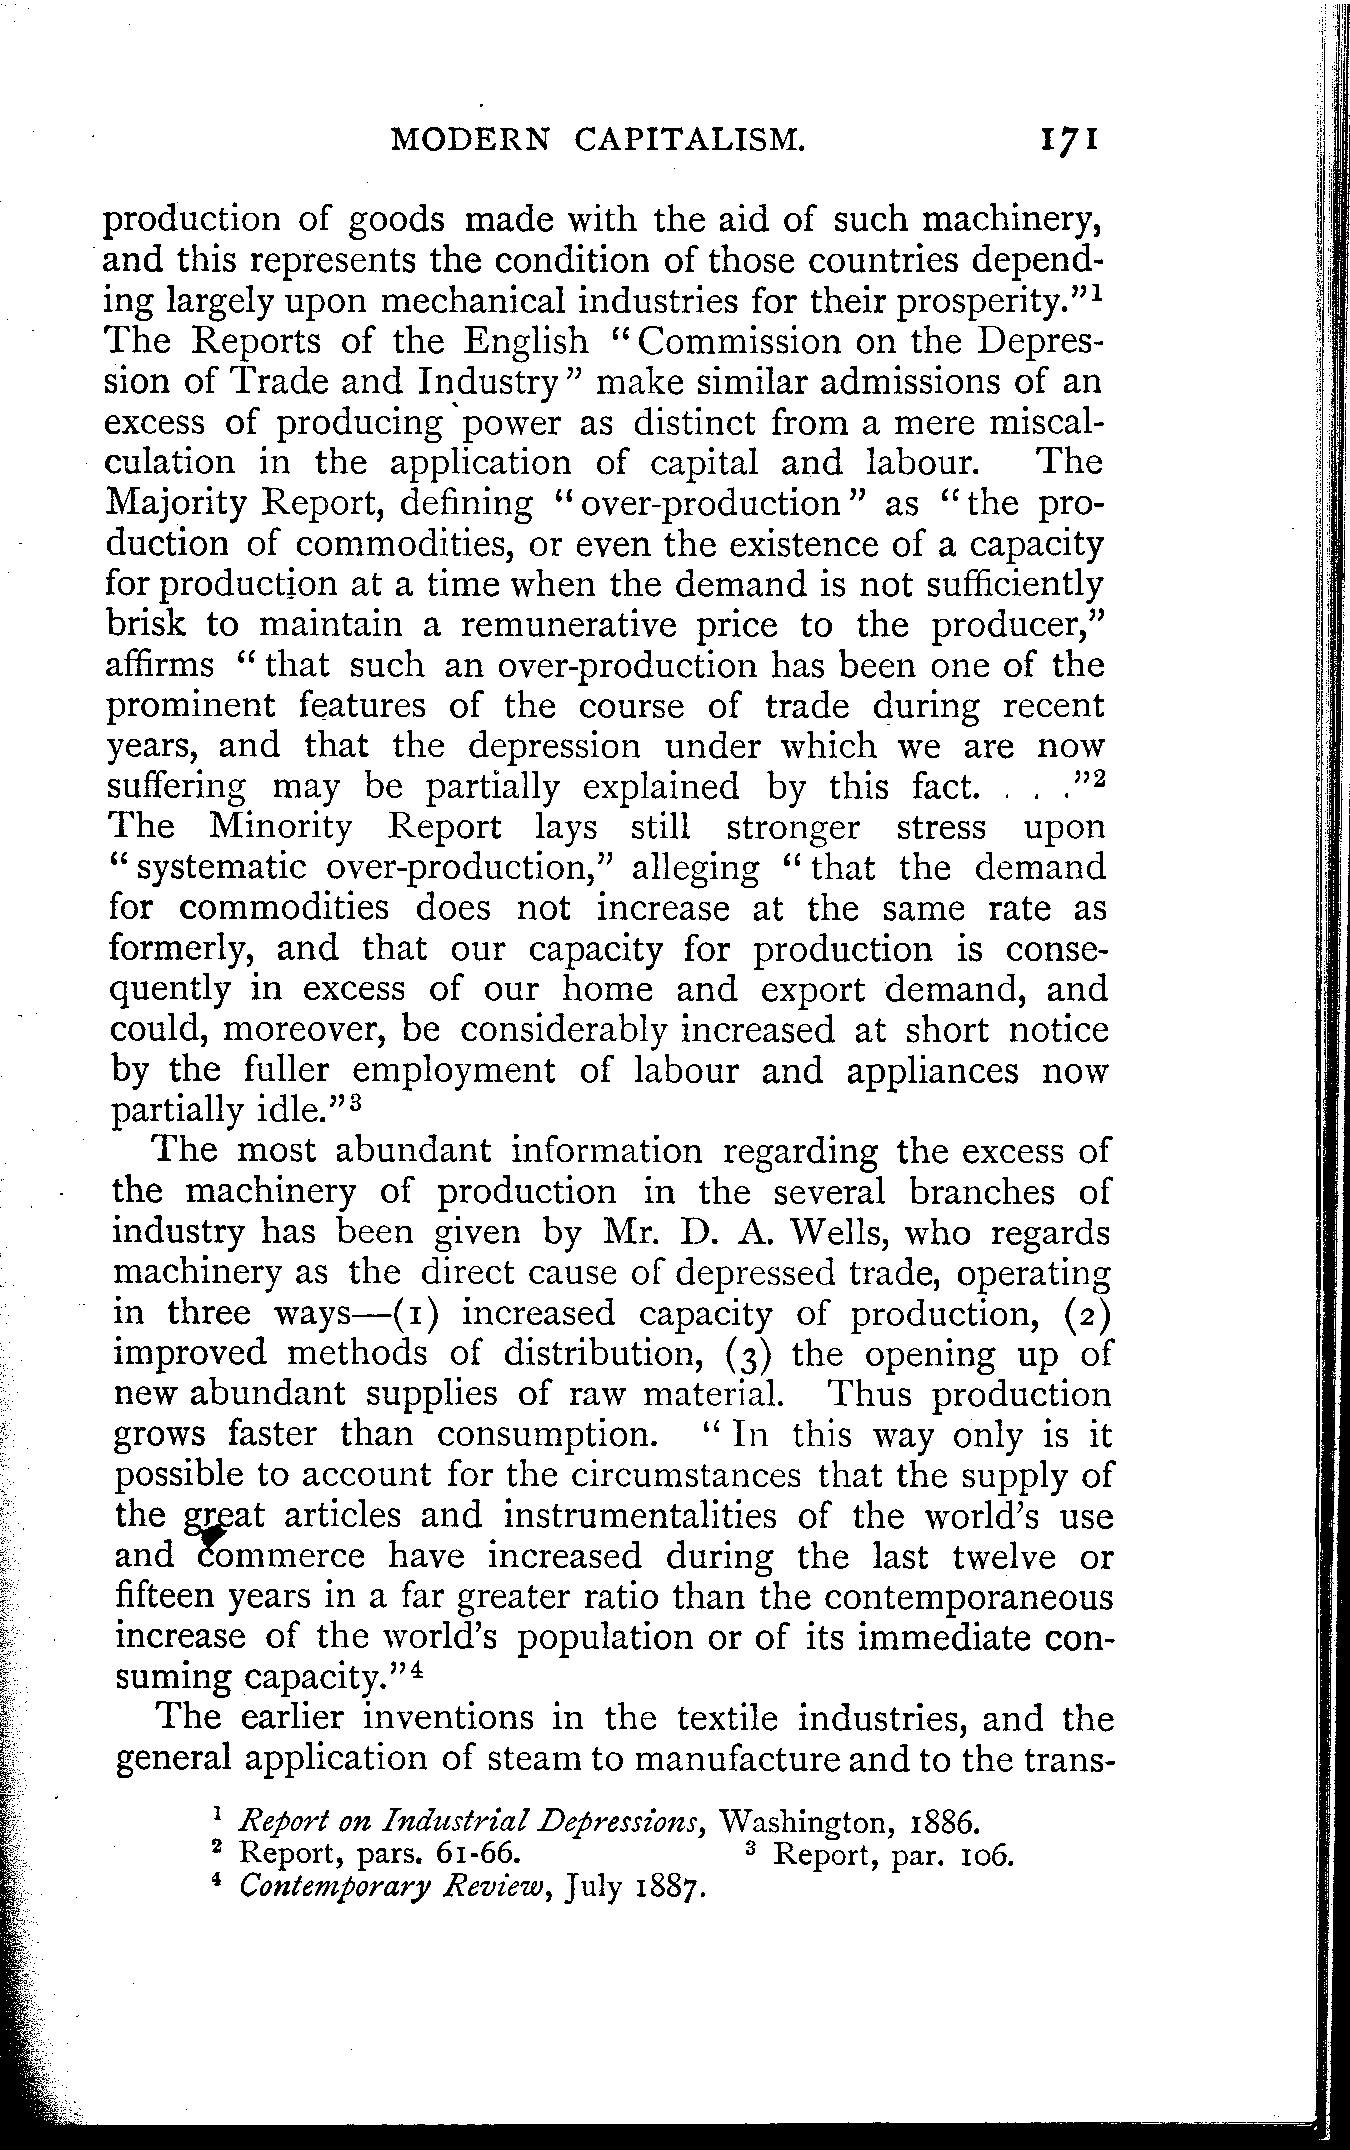 MODERN CAPITALISM. 171
production of goods made with the aid of such machinery,
and this represents the condition of those countries depend-
ing largely upon mechanical industries for their prosperity."¹
The Reports of the English "Commission on the Depres-
sion of Trade and Industry" make similar admissions of an
excess of producing power as distinct from a mere miscal-
culation in the application of capital and labour. The
Majority Report, defining "over-production" as "the pro-
duction of commodities, or even the existence of a capacity
for production at a time when the demand is not sufficiently
brisk to maintain a remunerative price to the producer,"
affirms "that such an over-production has been one of the
prominent features of the course of trade during recent
years, and that the depression under which we are now
suffering may be partially explained by this fact. . . ."²
The Minority Report lays still stronger stress upon
"systematic over-production," alleging "that the demand
for commodities does not increase at the same rate as
formerly, and that our capacity for production is conse-
quently in excess of our home and export demand, and
could, moreover, be considerably increased at short notice
by the fuller employment of labour and appliances now
partially idle."³
The most abundant information regarding the excess of
the machinery of production in the several branches of
industry has been given by Mr. D. A. Wells, who regards
machinery as the direct cause of depressed trade, operating
in three ways—(1) increased capacity of production, (2)
improved methods of distribution, (3) the opening up of
new abundant supplies of raw material. Thus production
grows faster than consumption. "In this way only is it
possible to account for the circumstances that the supply of
the great articles and instrumentalities of the world's use
and commerce have increased during the last twelve or
fifteen years in a far greater ratio than the contemporaneous
increase of the world's population or of its immediate con-
suming capacity."⁴
The earlier inventions in the textile industries, and the
general application of steam to manufacture and to the trans-
¹ Report on Industrial Depressions, Washington, 1886.
² Report, pars. 61-66. ³ Report, par. 106.
⁴ Contemporary Review, July 1887.